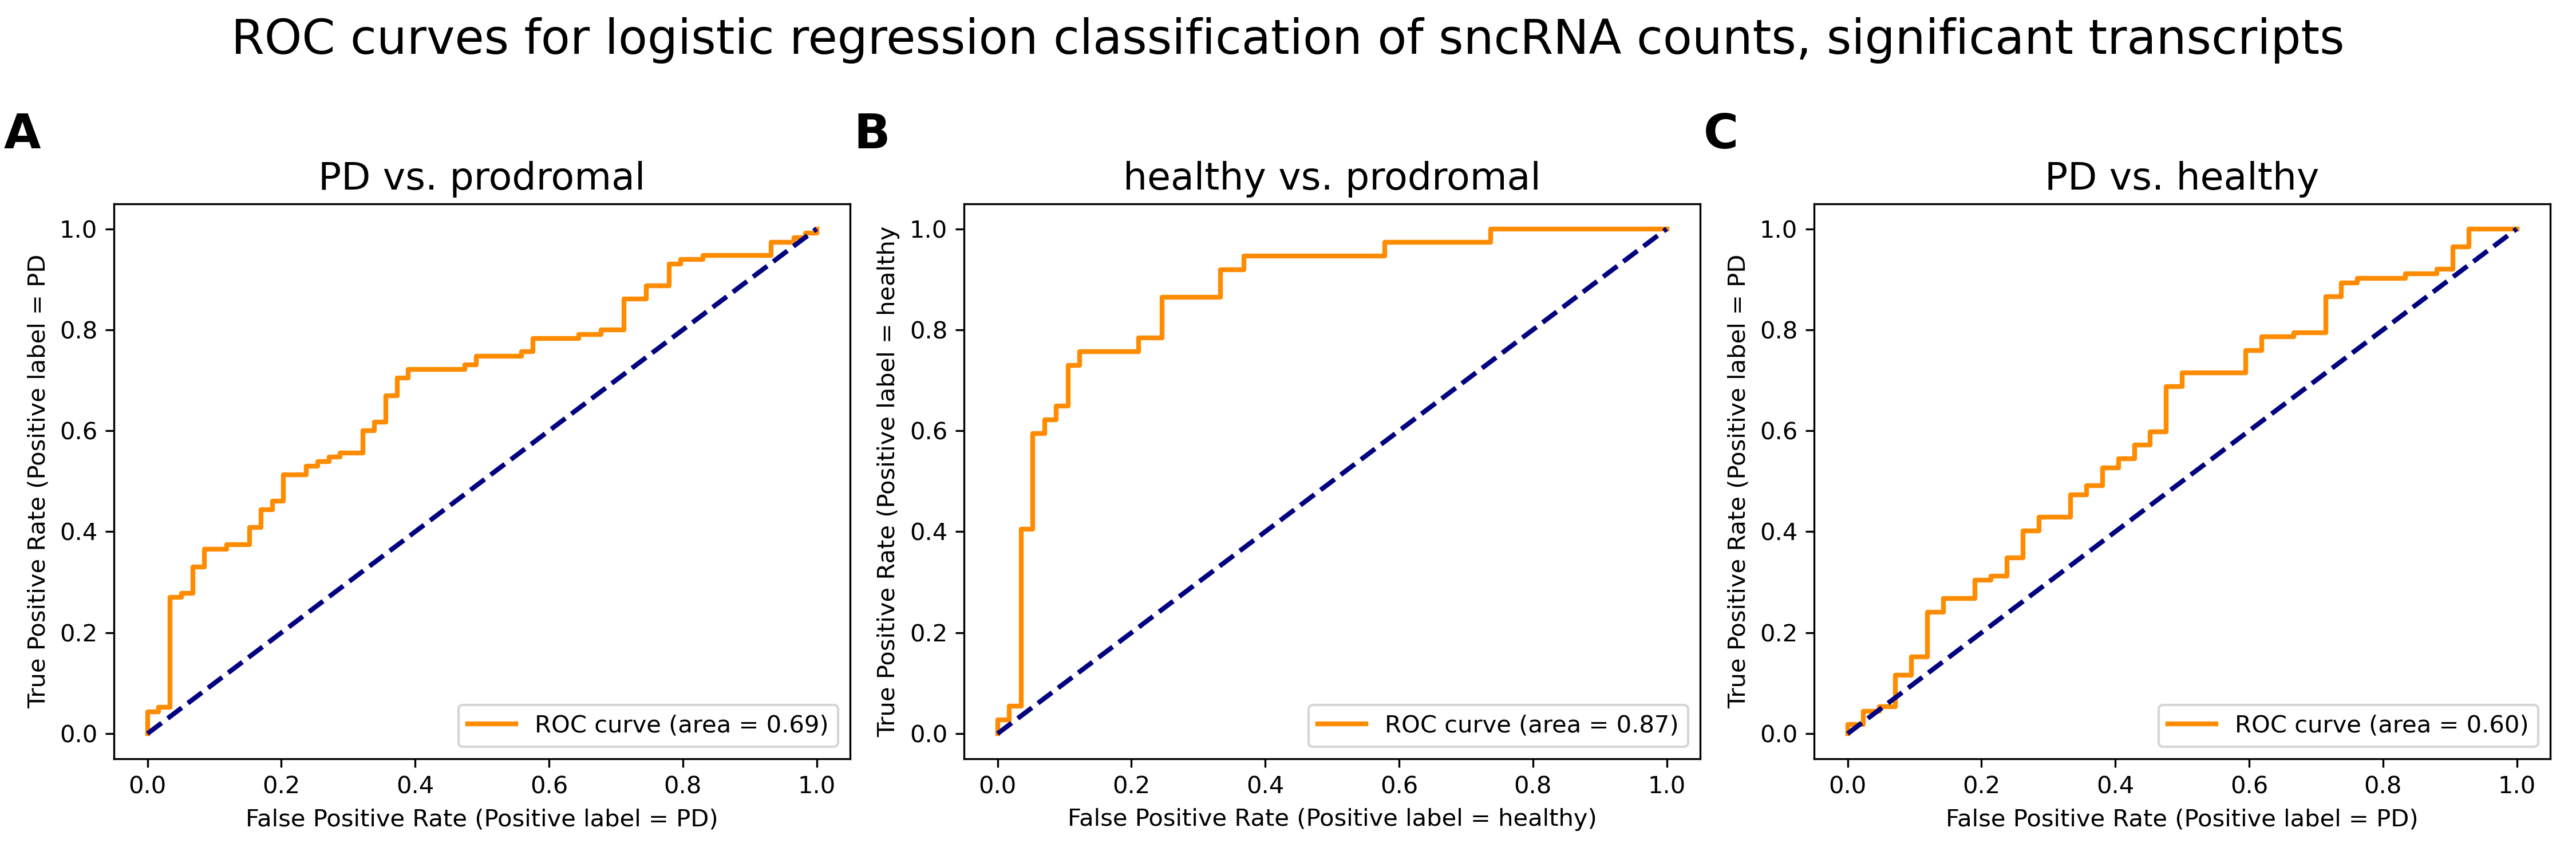 ROC curves for logistic regression classification of sncRNA counts, significant transcripts
A
PD vs. prodromal
True Positive Rate (Positive label = PD
1.0
0.8
0.6
0.4
0.2
0.0
0.0 0.2 0.4 0.6 0.8 1.0
False Positive Rate (Positive label = PD)
ROC curve (area = 0.69)
B
healthy vs. prodromal
True Positive Rate (Positive label = healthy
1.0
0.8
0.6
0.4
0.2
0.0
0.0 0.2 0.4 0.6 0.8 1.0
False Positive Rate (Positive label = healthy)
ROC curve (area = 0.87)
C
PD vs. healthy
True Positive Rate (Positive label = PD
1.0
0.8
0.6
0.4
0.2
0.0
0.0 0.2 0.4 0.6 0.8 1.0
False Positive Rate (Positive label = PD)
ROC curve (area = 0.60)